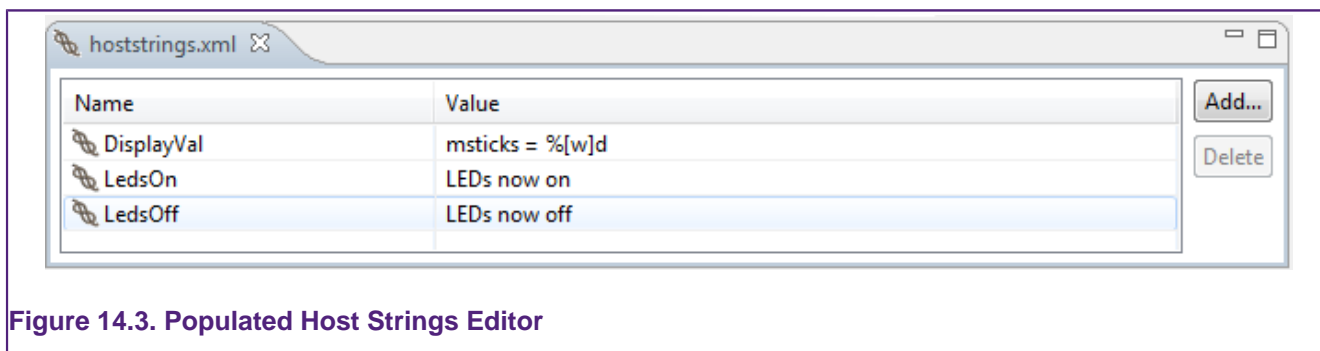 hoststrings.xml
Name Value
DisplayVal msticks = %[w]d
LedsOn LEDs now on
LedsOff LEDs now off
Add...
Delete
Figure 14.3. Populated Host Strings Editor